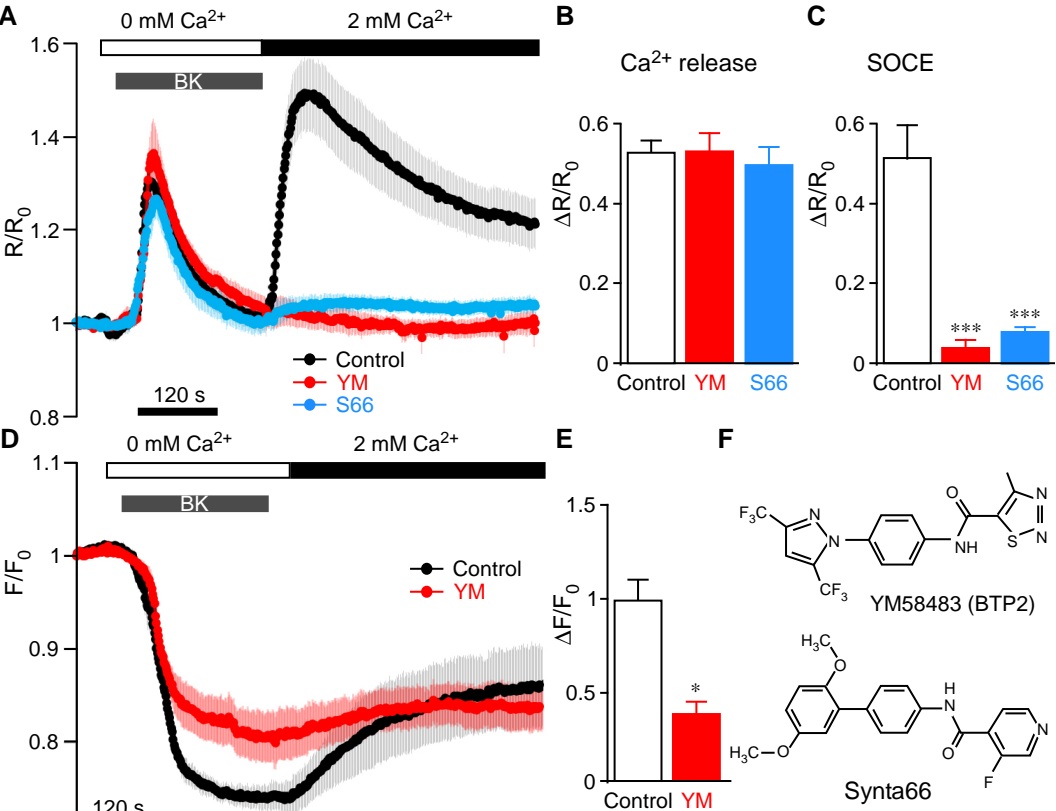 A
0 mM Ca²⁺
2 mM Ca²⁺
BK
1.6
1.4
1.2
1
0.8
R/R₀
Control
YM
S66
120 s
B
Ca²⁺ release
0.6
0.4
0.2
0
ΔR/R₀
Control YM S66
C
SOCE
0.6
0.4
0.2
0
ΔR/R₀
***
***
Control YM S66
D
0 mM Ca²⁺
2 mM Ca²⁺
BK
1.1
1
0.9
0.8
F/F₀
Control
YM
120 s
E
1.5
1
0.5
0
ΔF/F₀
*
Control YM
F
F₃C
N
N
CF₃
O
NH
N
N
S
YM58483 (BTP2)
H₃C
O
H₃C
O
H
N
O
N
F
Synta66